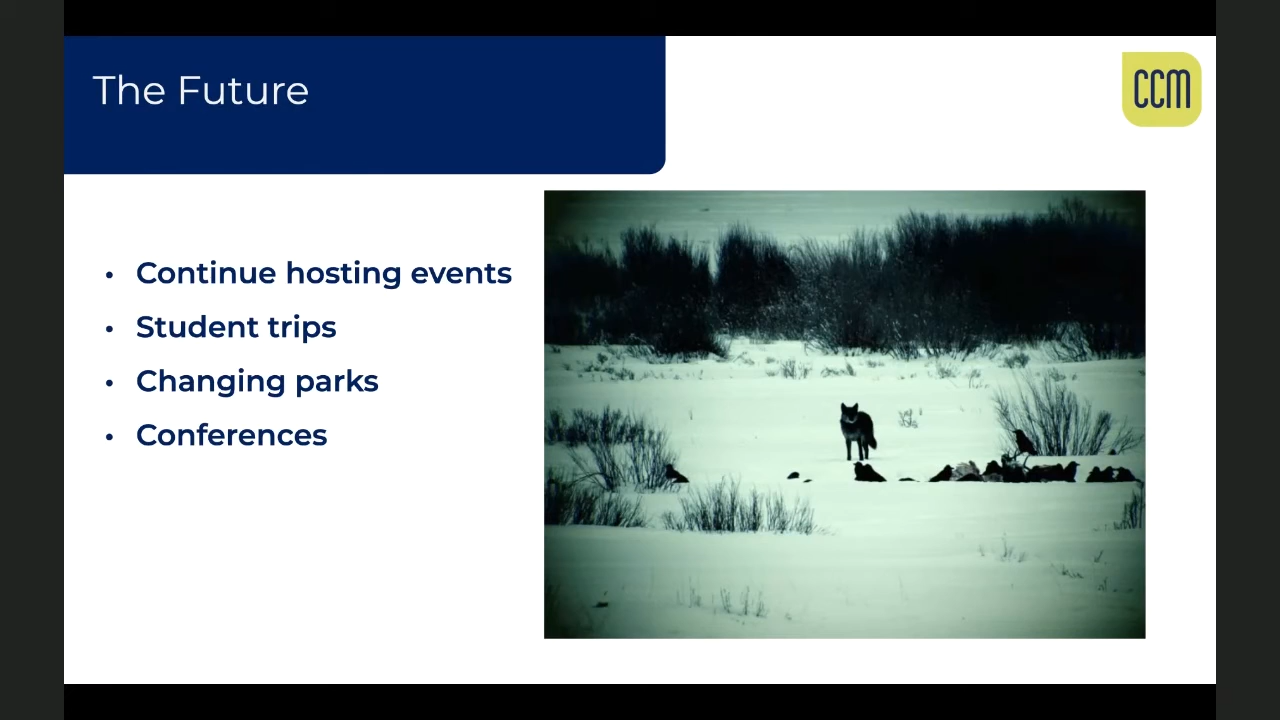 The Future
CCM
• Continue hosting events
• Student trips
• Changing parks
• Conferences